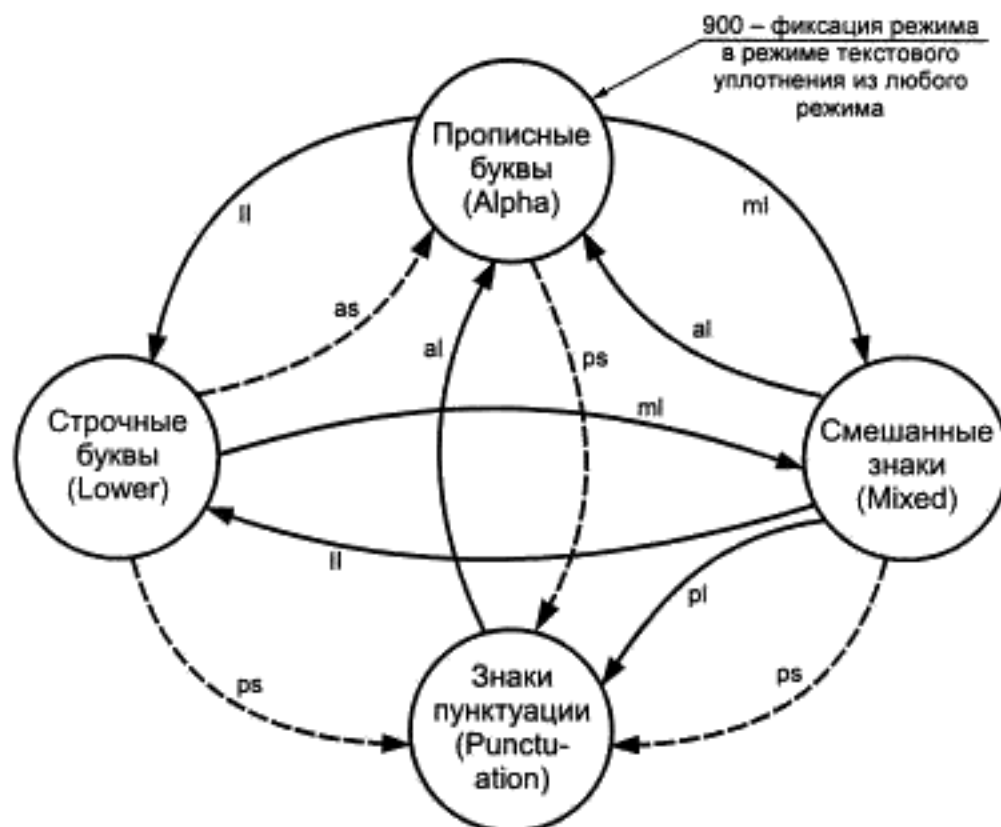 900 – фиксация режима
в режиме текстового
уплотнения из любого
режима
Прописные
буквы
(Alpha)
ll
ml
as
al
ps
al
Строчные
буквы
(Lower)
ml
Смешанные
знаки
(Mixed)
ll
pl
ps
ps
Знаки
пунктуации
(Punctu-
ation)